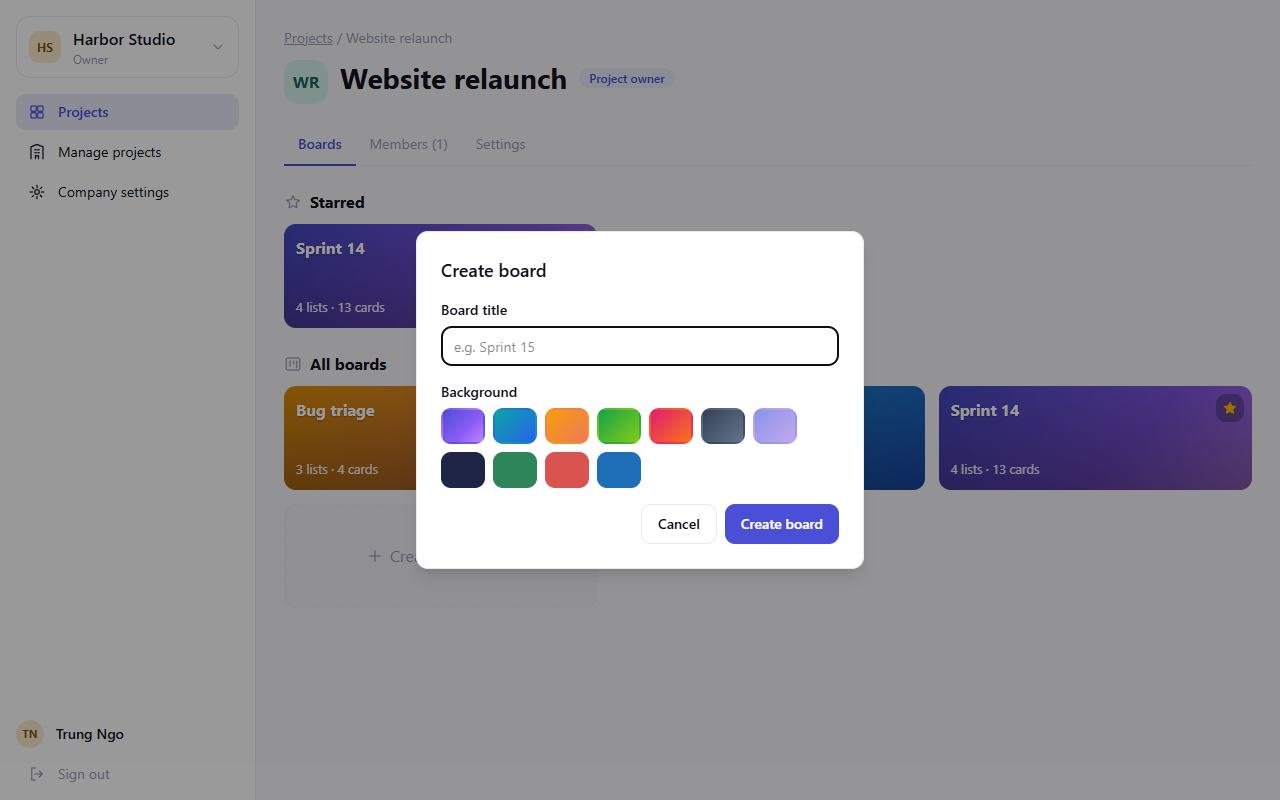 HS
Harbor Studio
Owner
Projects
Manage projects
Company settings
TN
Trung Ngo
Sign out
Projects / Website relaunch
WR
Website relaunch
Project owner
Boards
Members (1)
Settings
Starred
Sprint 14
4 lists · 13 cards
All boards
Bug triage
3 lists · 4 cards
Sprint 14
4 lists · 13 cards
Create board
Board title
e.g. Sprint 15
Background
Cancel
Create board